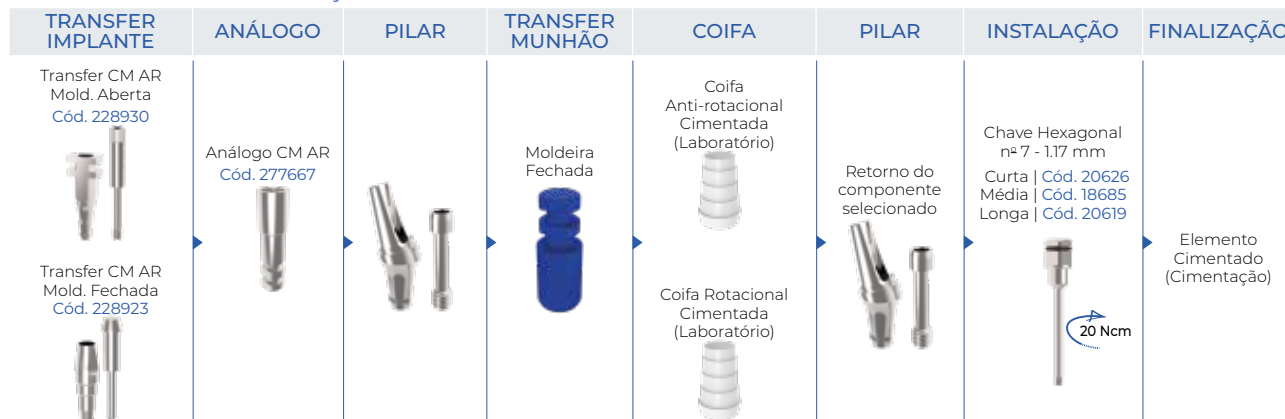 TRANSFER
IMPLANTE
ANÁLOGO
PILAR
TRANSFER
MUNHÃO
COIFA
PILAR
INSTALAÇÃO
FINALIZAÇÃO
Transfer CM AR
Mold. Aberta
Cód. 228930
Transfer CM AR
Mold. Fechada
Cód. 228923
Análogo CM AR
Cód. 277667
Moldeira
Fechada
Coifa
Anti-rotacional
Cimentada
(Laboratório)
Coifa Rotacional
Cimentada
(Laboratório)
Retorno do
componente
selecionado
Chave Hexagonal
nº 7 - 1.17 mm
Curta | Cód. 20626
Média | Cód. 18685
Longa | Cód. 20619
20 Ncm
Elemento
Cimentado
(Cimentação)